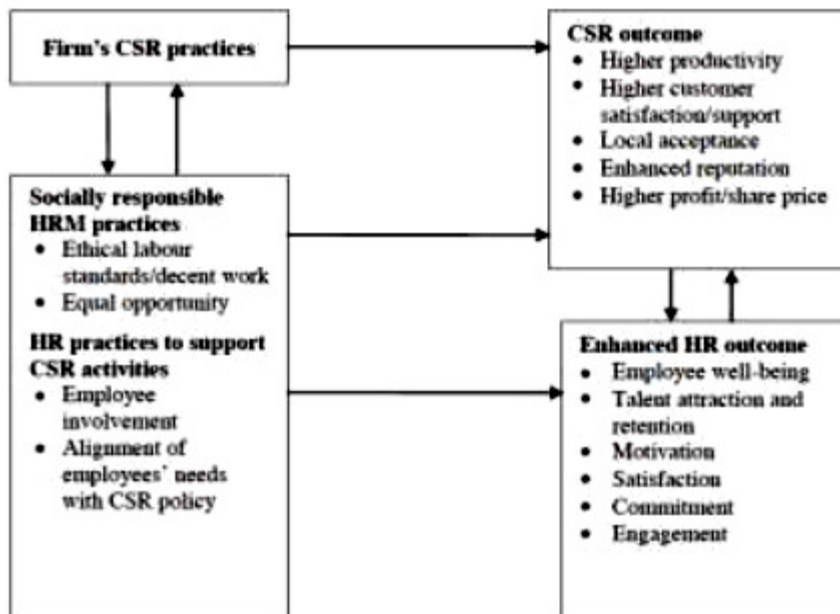 Firm's CSR practices
CSR outcome
• Higher productivity
• Higher customer
satisfaction/support
• Local acceptance
• Enhanced reputation
• Higher profit/share price
Socially responsible
HRM practices
• Ethical labour
standards/decent work
• Equal opportunity
HR practices to support
CSR activities
• Employee
involvement
• Alignment of
employees' needs
with CSR policy
Enhanced HR outcome
• Employee well-being
• Talent attraction and
retention
• Motivation
• Satisfaction
• Commitment
• Engagement